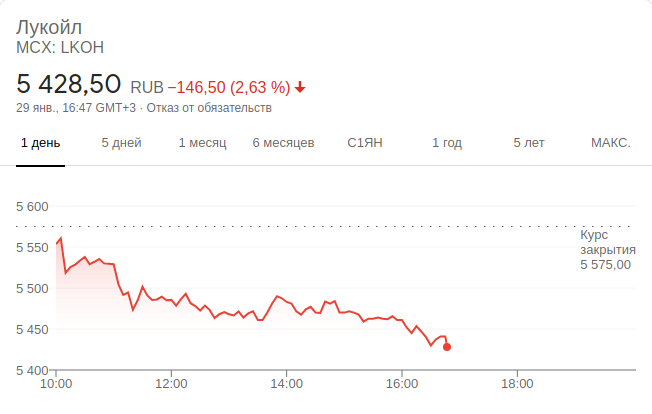 Лукойл
MCX: LKOH
5 428,50 RUB −146,50 (2,63 %)
29 янв., 16:47 GMT+3 · Отказ от обязательств
1 день 5 дней 1 месяц 6 месяцев С1ЯН 1 год 5 лет МАКС.
5 600
Курс
5 550 закрытия
5 575,00
5 500
5 450
5 400
10:00 12:00 14:00 16:00 18:00